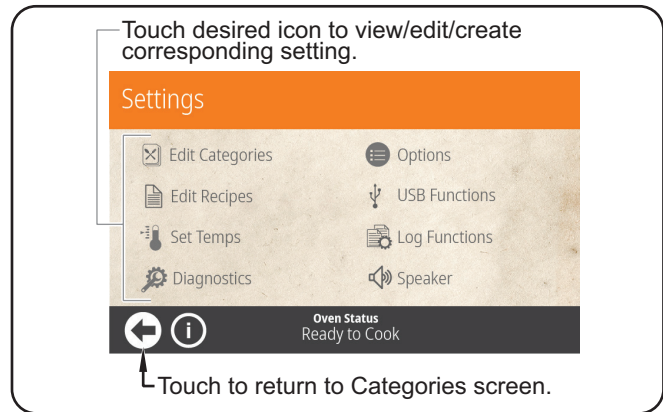 Touch desired icon to view/edit/create
corresponding setting.
Settings
Edit Categories
Options
Edit Recipes
USB Functions
Set Temps
Log Functions
Diagnostics
Speaker
i
Oven Status
Ready to Cook
Touch to return to Categories screen.